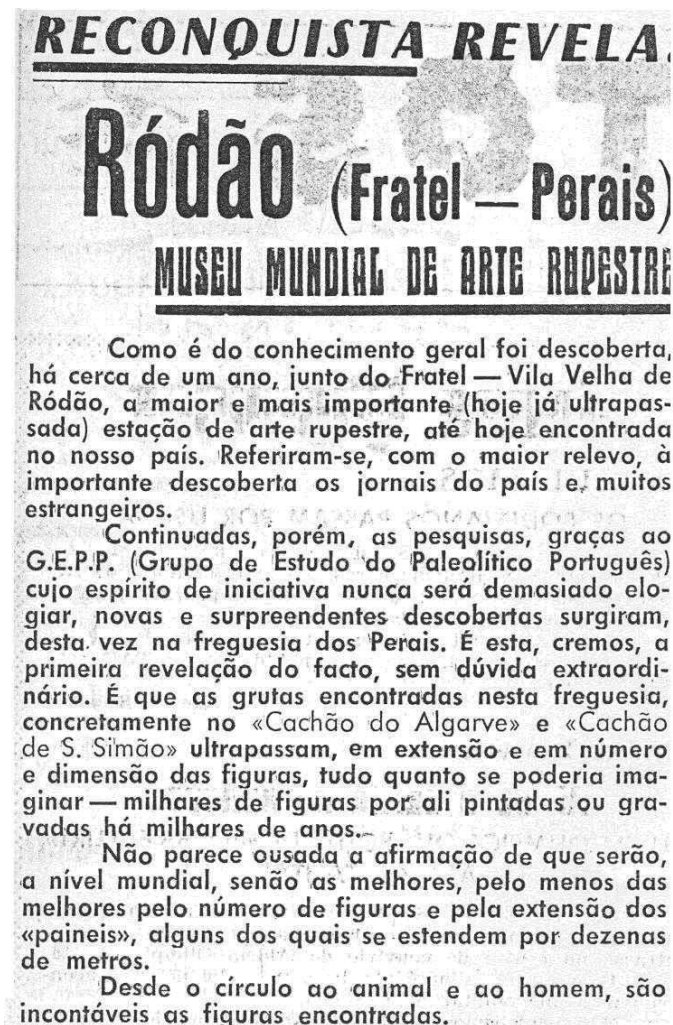 RECONQUISTA REVELA.
Ródão (Fratel — Perais)
MUSEU MUNDIAL DE ARTE RUPESTRE
Como é do conhecimento geral foi descoberta,
há cerca de um ano, junto do Fratel — Vila Velha de
Ródão, a maior e mais importante (hoje já ultrapas-
sada) estação de arte rupestre, até hoje encontrada
no nosso país. Referiram-se, com o maior relevo, à
importante descoberta os jornais do país e muitos
estrangeiros.
Continuadas, porém, as pesquisas, graças ao
G.E.P.P. (Grupo de Estudo do Paleolítico Português)
cujo espírito de iniciativa nunca será demasiado elo-
giar, novas e surpreendentes descobertas surgiram,
desta vez na freguesia dos Perais. É esta, cremos, a
primeira revelação do facto, sem dúvida extraordi-
nário. É que as grutas encontradas nesta freguesia,
concretamente no «Cachão do Algarve» e «Cachão
de S. Simão» ultrapassam, em extensão e em número
e dimensão das figuras, tudo quanto se poderia ima-
ginar — milhares de figuras por ali pintadas ou gra-
vadas há milhares de anos.
Não parece ousada a afirmação de que serão,
a nível mundial, senão as melhores, pelo menos das
melhores pelo número de figuras e pela extensão dos
«paineis», alguns dos quais se estendem por dezenas
de metros.
Desde o círculo ao animal e ao homem, são
incontáveis as figuras encontradas.